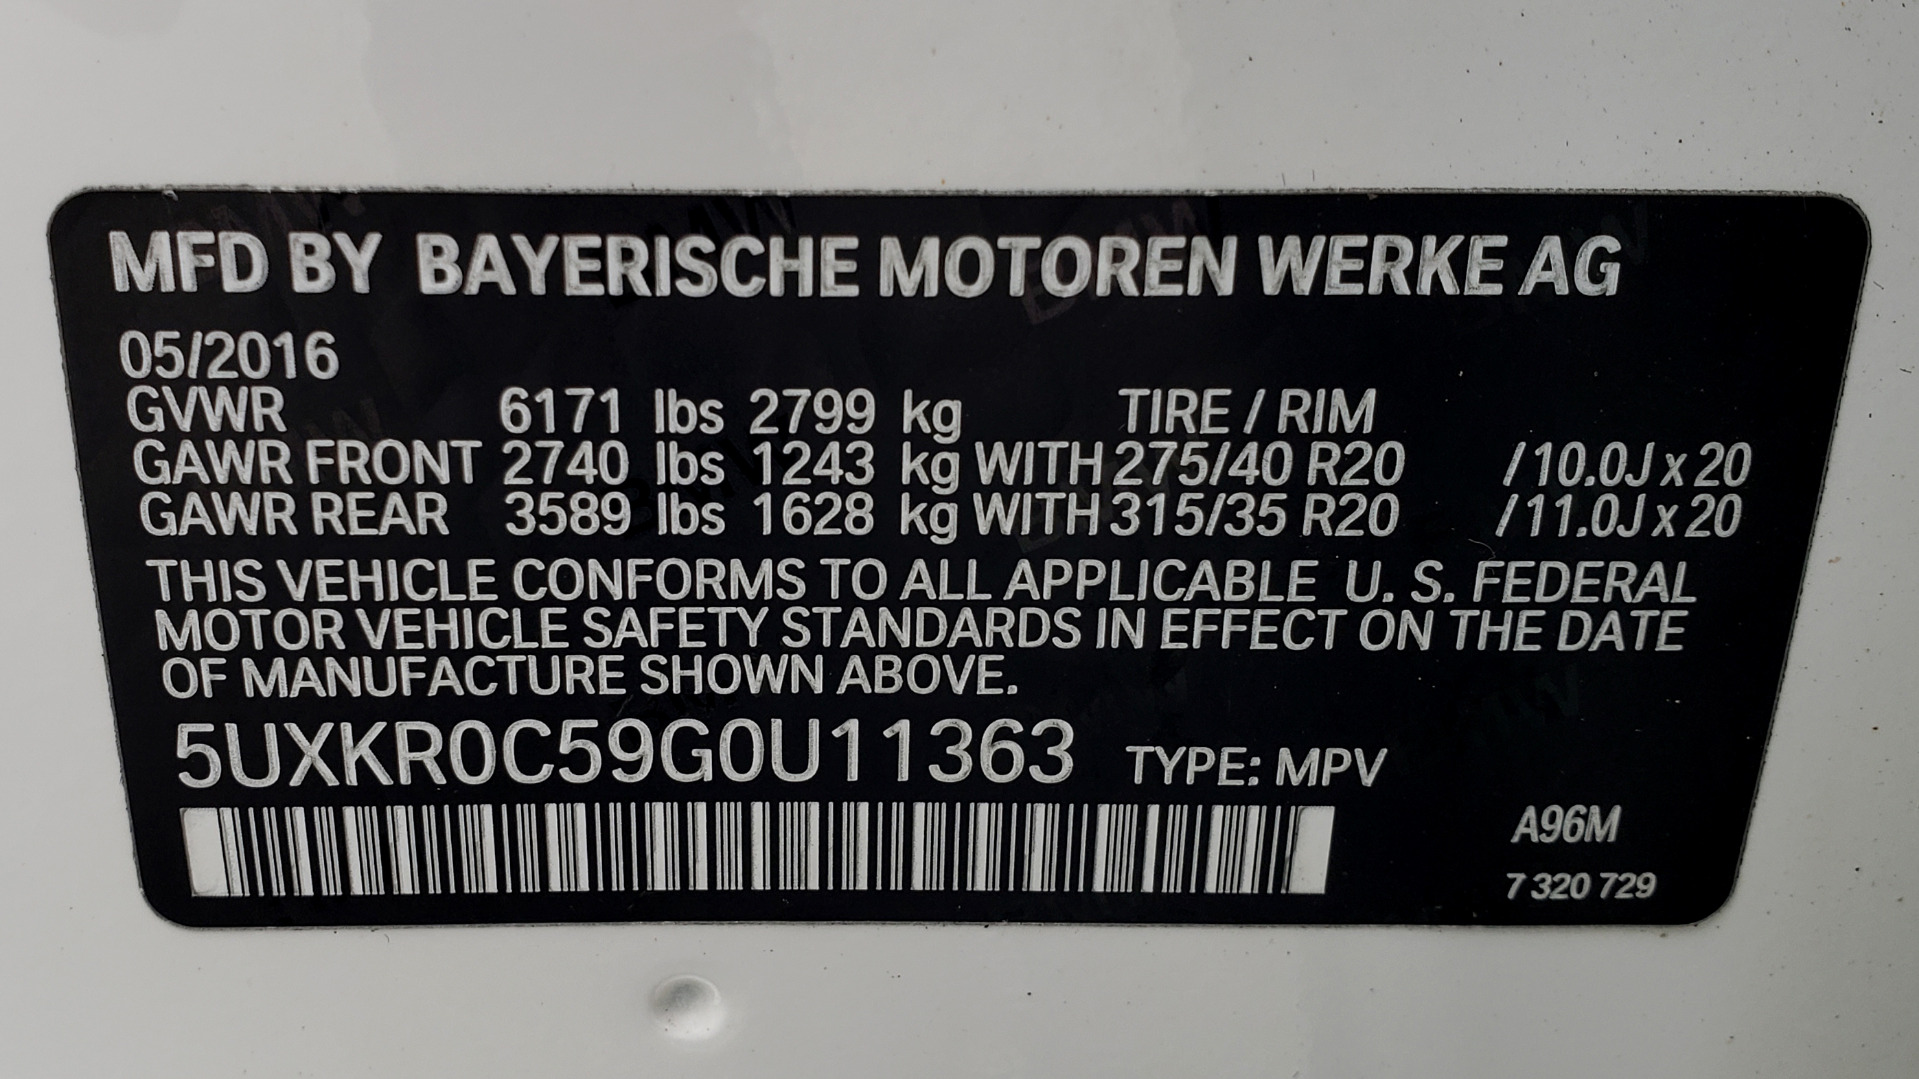 MFD BY BAYERISCHE MOTOREN WERKE AG
05/2016
GVWR 6171 lbs 2799 kg TIRE / RIM
GAWR FRONT 2740 lbs 1243 kg WITH 275/40 R20 /10.0J x 20
GAWR REAR 3589 lbs 1628 kg WITH 315/35 R20 /11.0J x 20
THIS VEHICLE CONFORMS TO ALL APPLICABLE U. S. FEDERAL
MOTOR VEHICLE SAFETY STANDARDS IN EFFECT ON THE DATE
OF MANUFACTURE SHOWN ABOVE.
5UXKR0C59G0U11363 TYPE: MPV
A96M
7 320 729